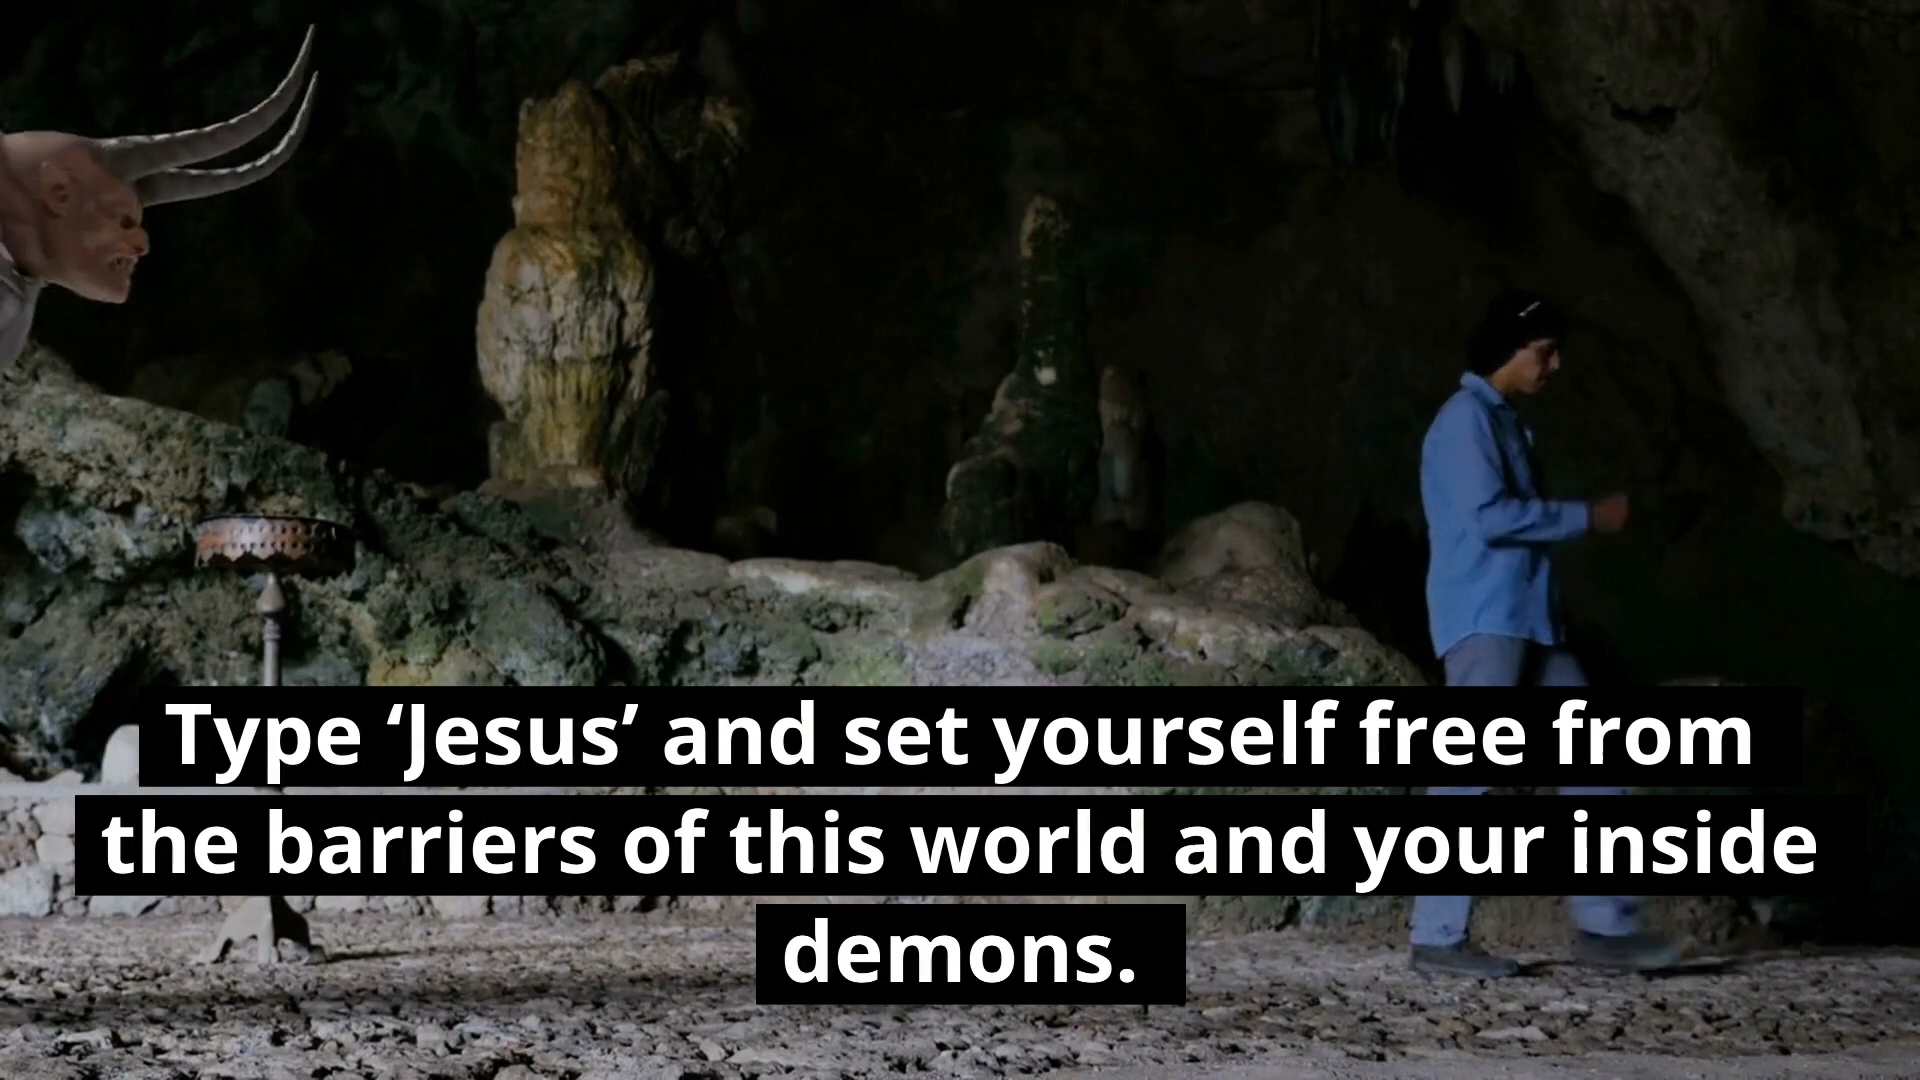 Type ‘Jesus’ and set yourself free from
the barriers of this world and your inside
demons.